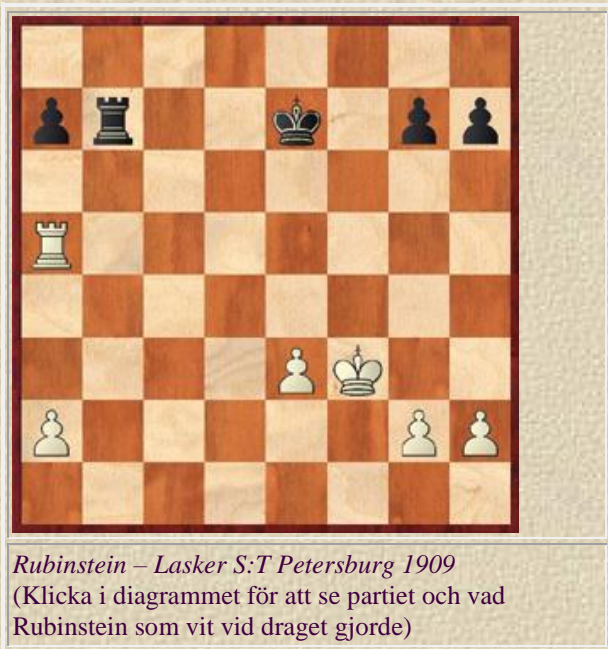 Rubinstein – Lasker S:T Petersburg 1909
(Klicka i diagrammet för att se partiet och vad
Rubinstein som vit vid draget gjorde)